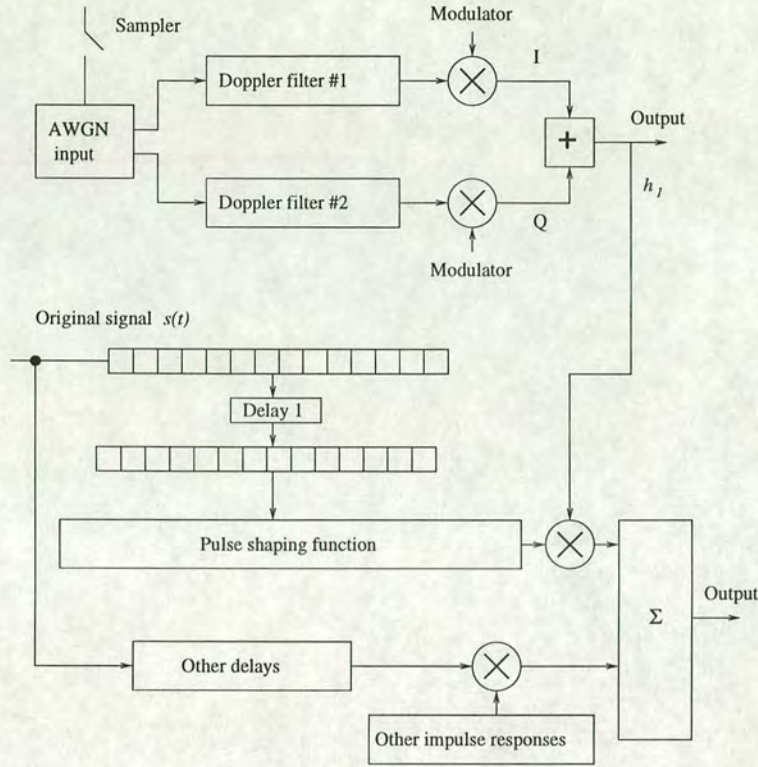 Modulator
Sampler
I
Doppler filter #1
Output
AWGN
input
+
Doppler filter #2
h1
Q
Modulator
Original signal s(t)
Delay 1
Pulse shaping function
Output
Σ
Other delays
Other impulse responses